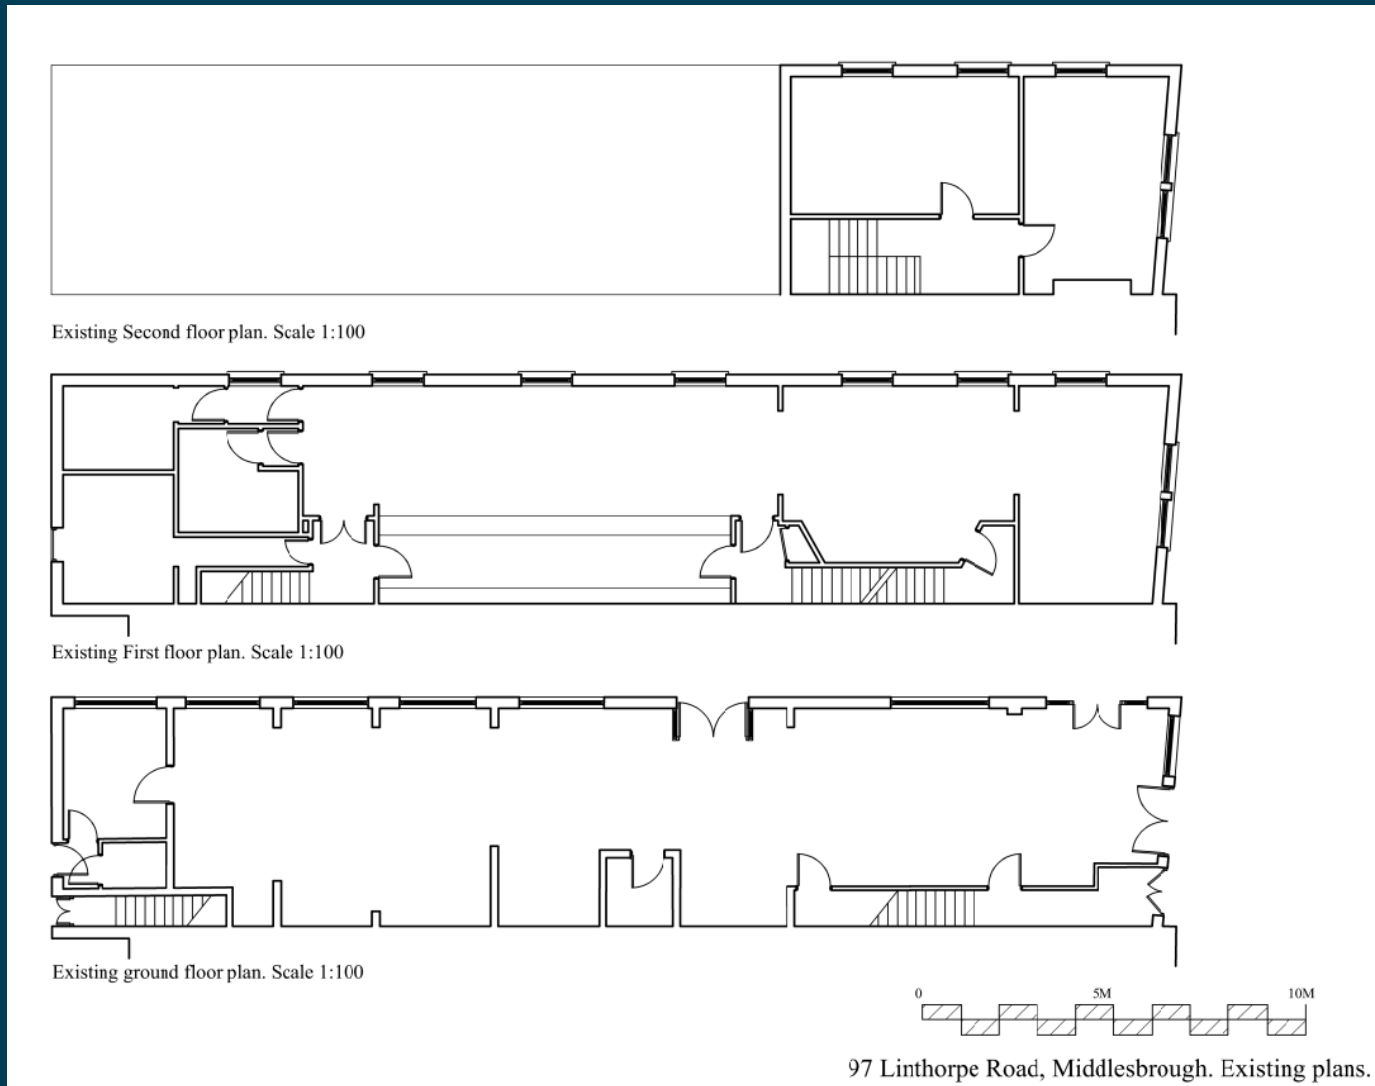 Existing Second floor plan. Scale 1:100
Existing First floor plan. Scale 1:100
Existing ground floor plan. Scale 1:100
0 5M 10M
97 Linthorpe Road, Middlesbrough. Existing plans.